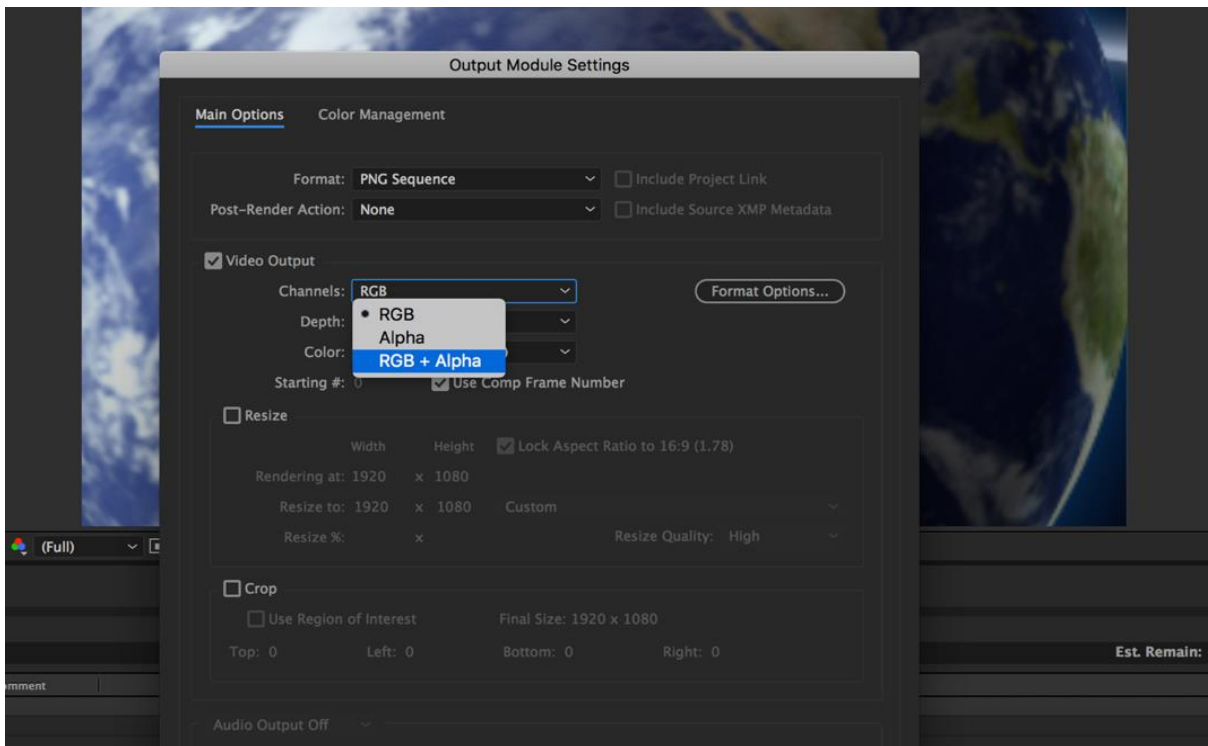 Output Module Settings
Main Options Color Management
Format: PNG Sequence Include Project Link
Post-Render Action: None Include Source XMP Metadata
Video Output
Channels: RGB Format Options...
RGB
Depth:
Alpha
Color:
RGB + Alpha
Starting #: 0 Use Comp Frame Number
Resize
Width Height Lock Aspect Ratio to 16:9 (1.78)
Rendering at: 1920 x 1080
Resize to: 1920 x 1080 Custom
(Full)
Resize %: x Resize Quality: High
Crop
Use Region of Interest Final Size: 1920 x 1080
Top: 0 Left: 0 Bottom: 0 Right: 0
Est. Remain:
Audio Output Off